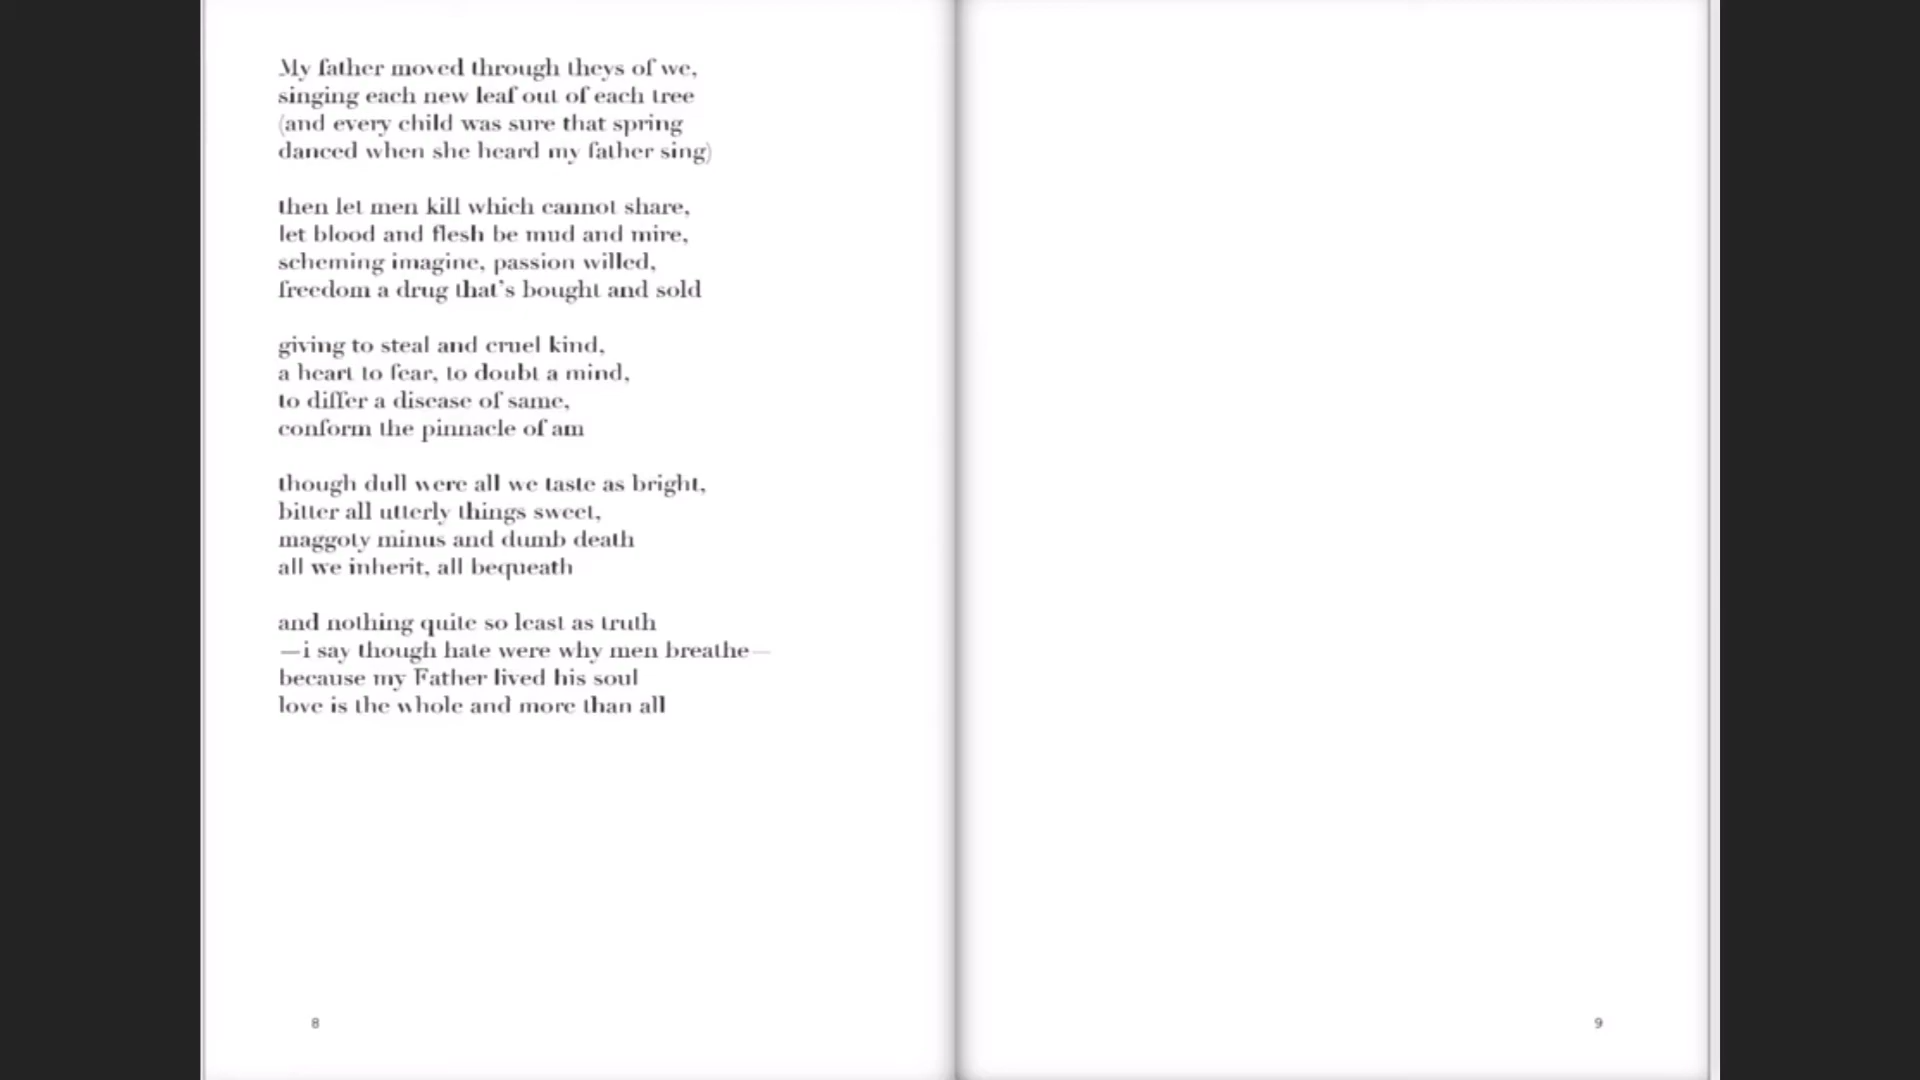 My father moved through theys of we,
singing each new leaf out of each tree
(and every child was sure that spring
danced when she heard my father sing)
then let men kill which cannot share,
let blood and flesh be mud and mire,
scheming imagine, passion willed,
freedom a drug that's bought and sold
giving to steal and cruel kind,
a heart to fear, to doubt a mind,
to differ a disease of same,
conform the pinnacle of am
though dull were all we taste as bright,
bitter all utterly things sweet,
maggoty minus and dumb death
all we inherit, all bequeath
and nothing quite so least as truth
—i say though hate were why men breathe—
because my Father lived his soul
love is the whole and more than all
8
9